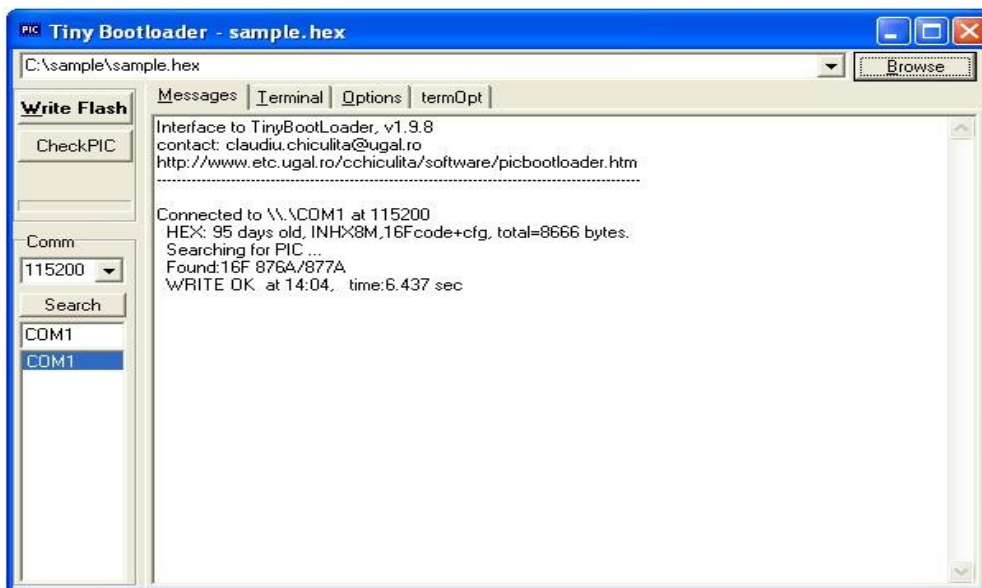 PIC Tiny Bootloader - sample.hex
C:\sample\sample.hex
Browse
Write Flash
CheckPIC
Comm
115200
Search
COM1
COM1
Messages Terminal Options termOpt
Interface to TinyBootLoader, v1.9.8
contact: claudiu.chiculita@ugal.ro
http://www.etc.ugal.ro/cchiculita/software/picbootloader.htm
--------------------------------------------------------------------------------
Connected to \\.\COM1 at 115200
HEX: 95 days old, INHX8M,16Fcode+cfg, total=8666 bytes.
Searching for PIC ...
Found:16F 876A/877A
WRITE OK at 14:04, time:6.437 sec